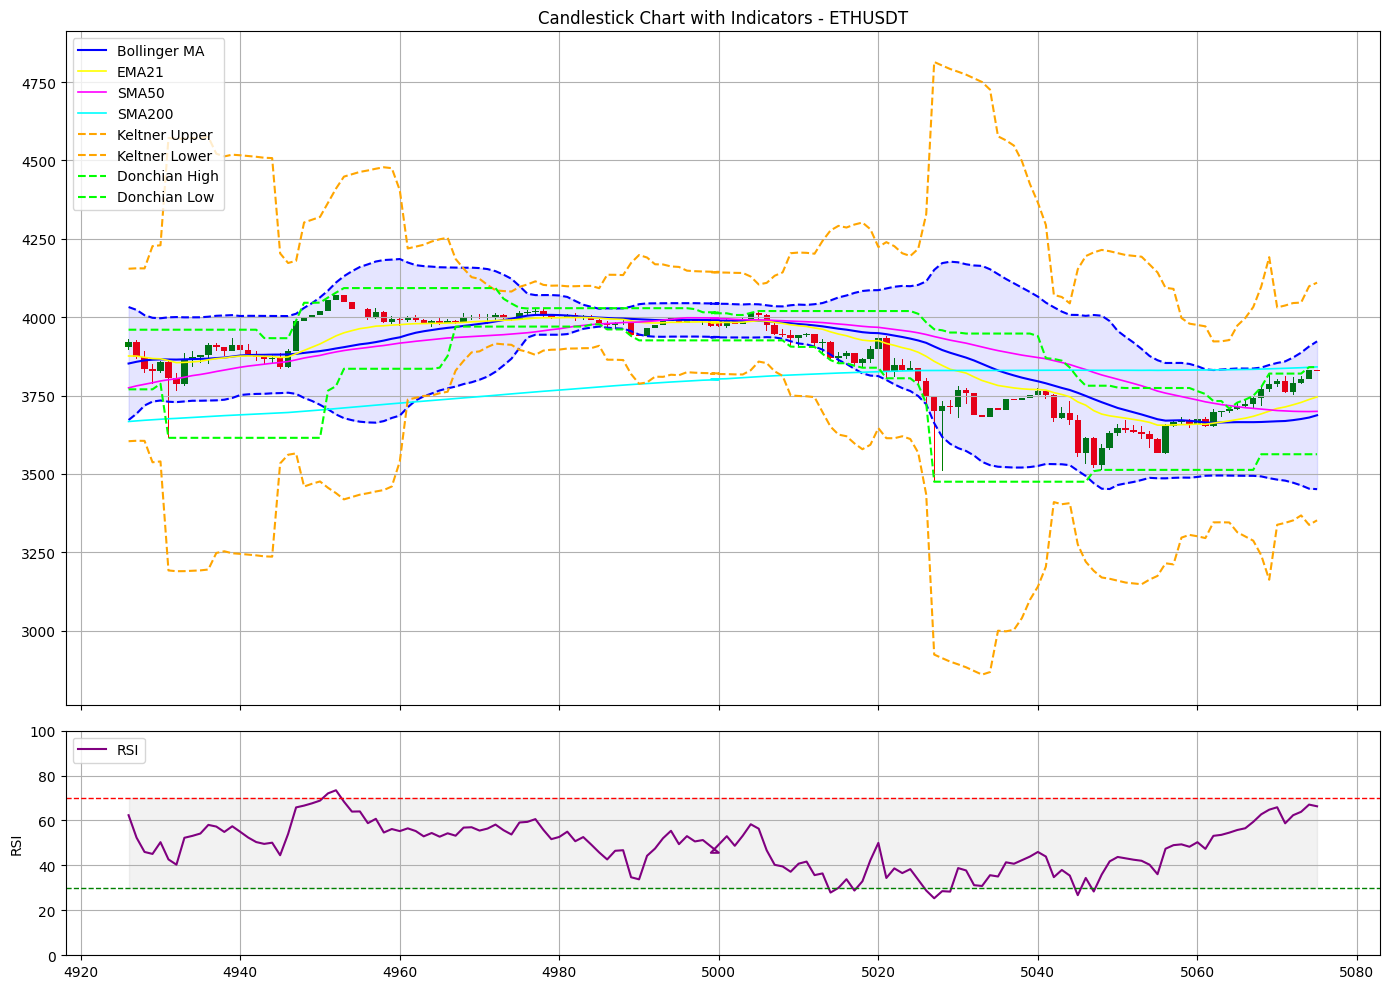 Candlestick Chart with Indicators - ETHUSDT
Bollinger MA
EMA21
SMA50
SMA200
Keltner Upper
Keltner Lower
Donchian High
Donchian Low
4750
4500
4250
4000
3750
3500
3250
3000
RSI
100
80
60
40
20
0
RSI
4920
4940
4960
4980
5000
5020
5040
5060
5080